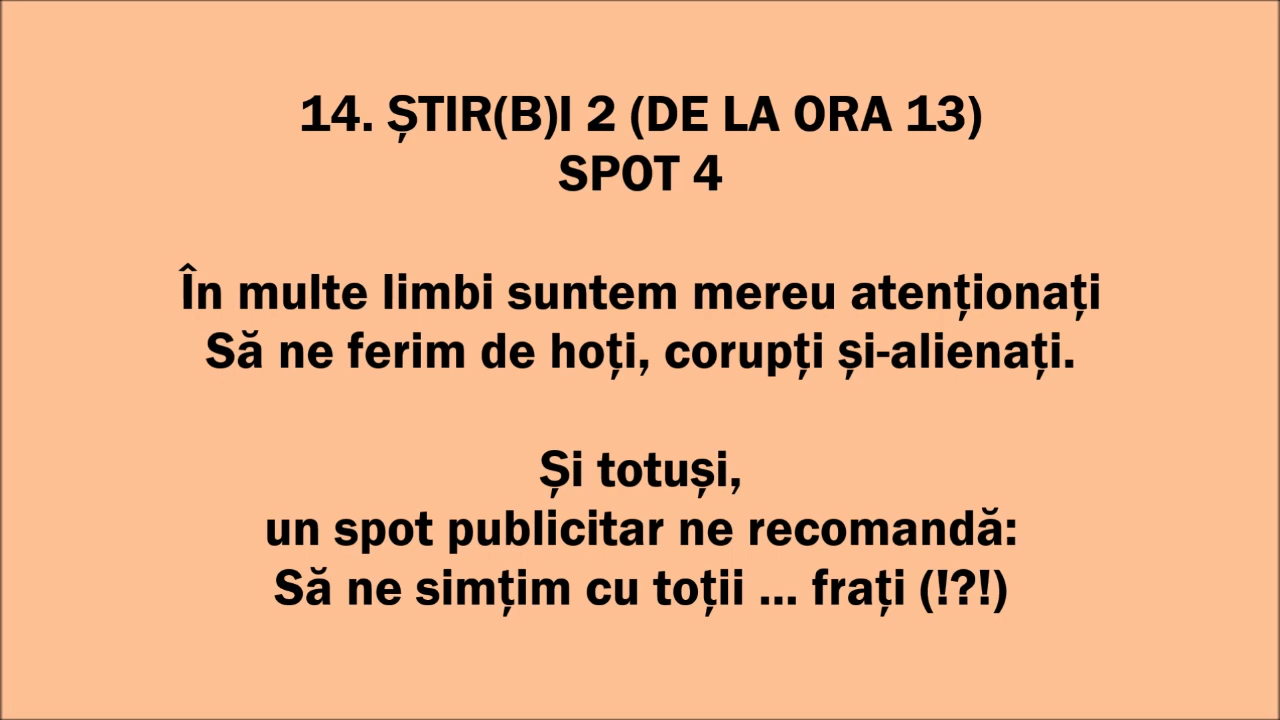 14. ȘTIR(B)I 2 (DE LA ORA 13)
SPOT 4
În multe limbi suntem mereu atenționați
Să ne ferim de hoți, corupți și-alienați.
Și totuși,
un spot publicitar ne recomandă:
Să ne simțim cu toții ... frați (!?!)